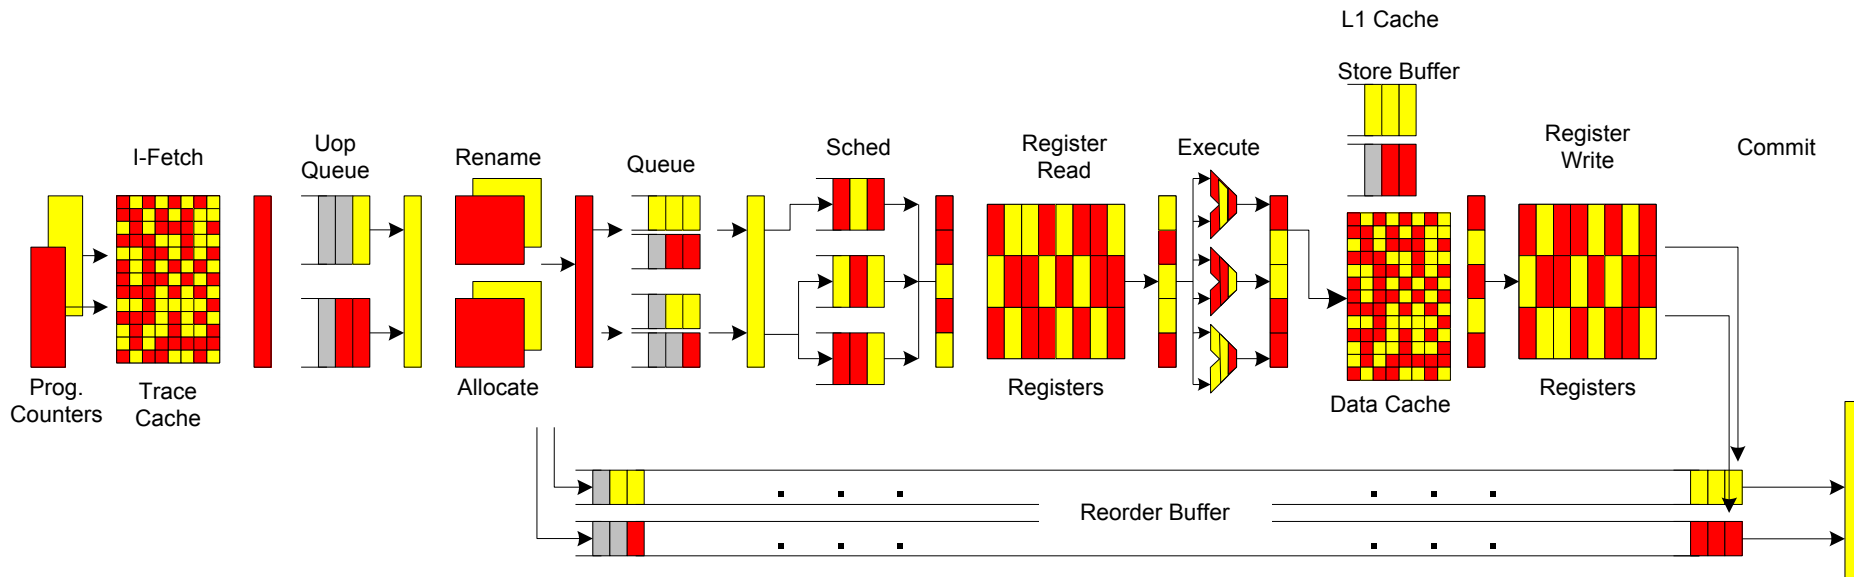 L1 Cache
Store Buffer
I-Fetch
Uop
Queue
Rename
Queue
Sched
Register
Read
Execute
Register
Write
Commit
Prog.
Counters
Trace
Cache
Allocate
Registers
Data Cache
Registers
Reorder Buffer